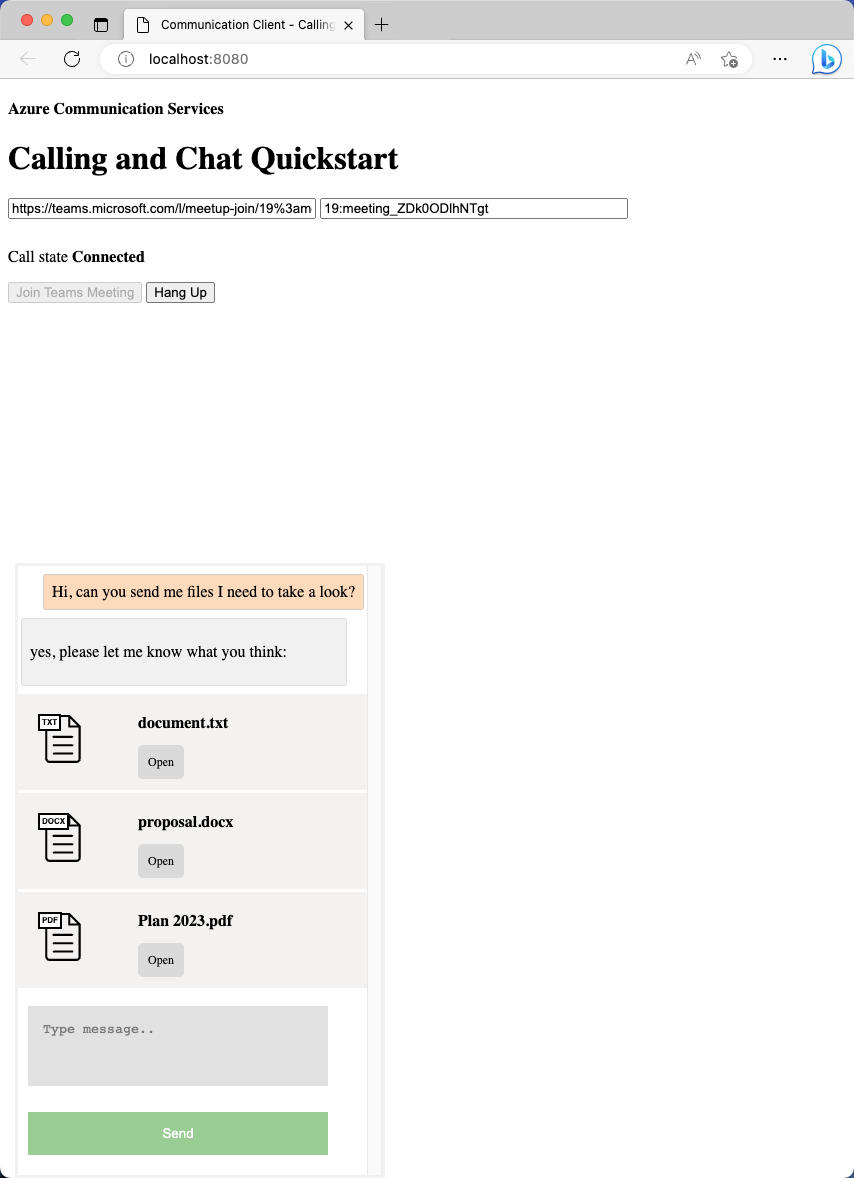 Communication Client - Calling
localhost:8080
Azure Communication Services
Calling and Chat Quickstart
https://teams.microsoft.com/l/meetup-join/19%3am 19:meeting_ZDk0ODlhNTgt
Call state Connected
Join Teams Meeting Hang Up
Hi, can you send me files I need to take a look?
yes, please let me know what you think:
TXT document.txt
Open
DOCX proposal.docx
Open
PDF Plan 2023.pdf
Open
Type message..
Send